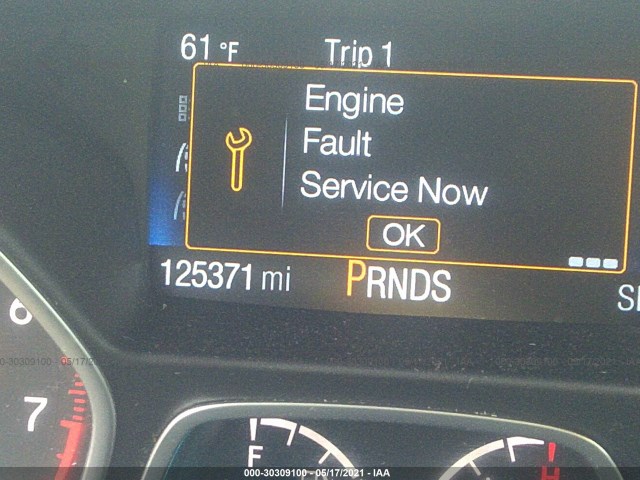 61 °F Trip 1
Engine
Fault
Service Now
OK
125371 mi PRNDS
6
7
F
H
000-30309100 - 05/17/2021 - IAA